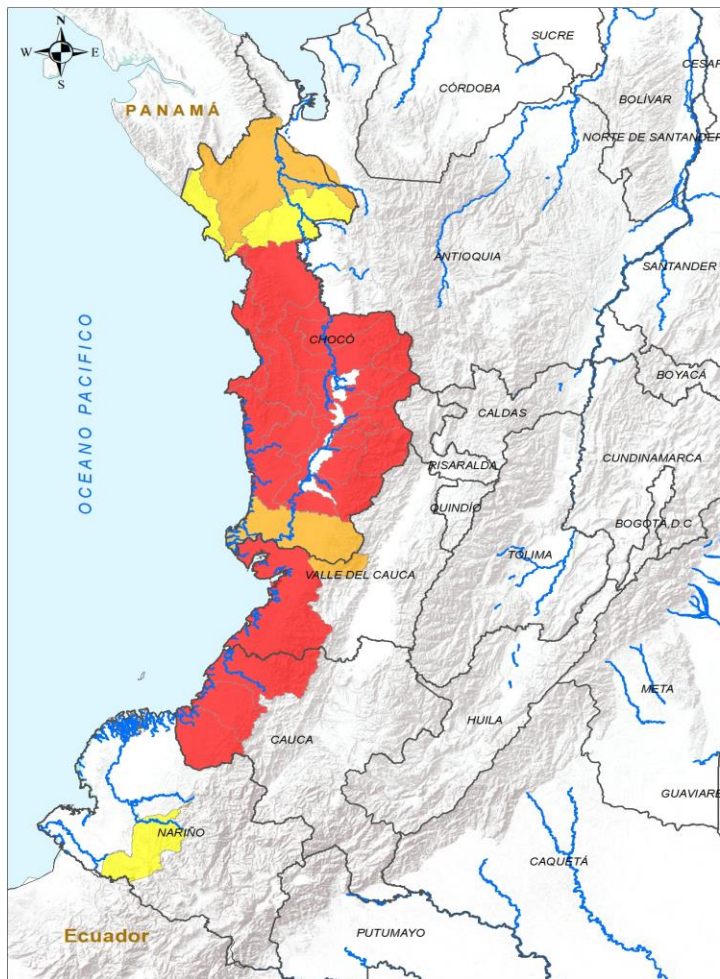 N
W
E
S
SUCRE
CESAR
CÓRDOBA
BOLÍVAR
PANAMÁ
NORTE DE SANTANDER
ANTIOQUIA
SANTANDER
OCEANO PACIFICO
CHOCÓ
BOYACÁ
CALDAS
CUNDINAMARCA
RISARALDA
QUINDÍO
BOGOTÁ,D.C
TOLIMA
VALLE DEL CAUCA
META
HUILA
CAUCA
GUAVIARE
NARIÑO
CAQUETÁ
Ecuador
PUTUMAYO